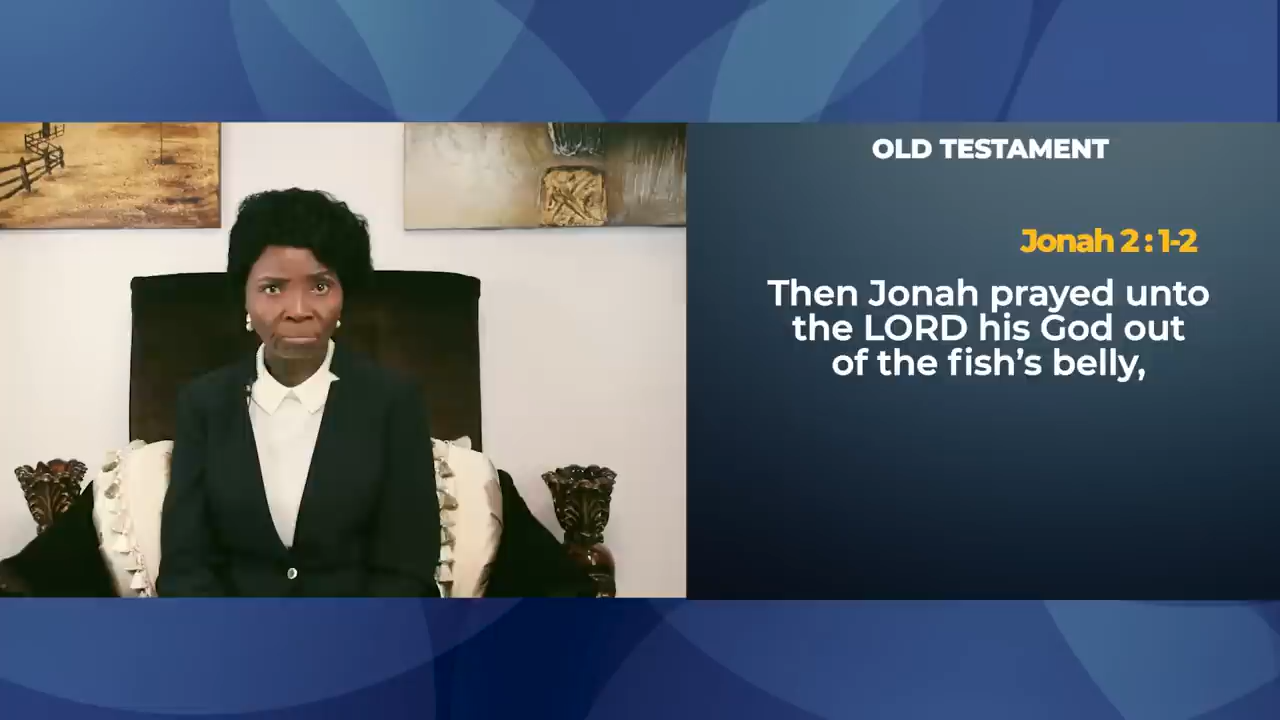 OLD TESTAMENT
Jonah 2 : 1-2
Then Jonah prayed unto
the LORD his God out
of the fish’s belly,